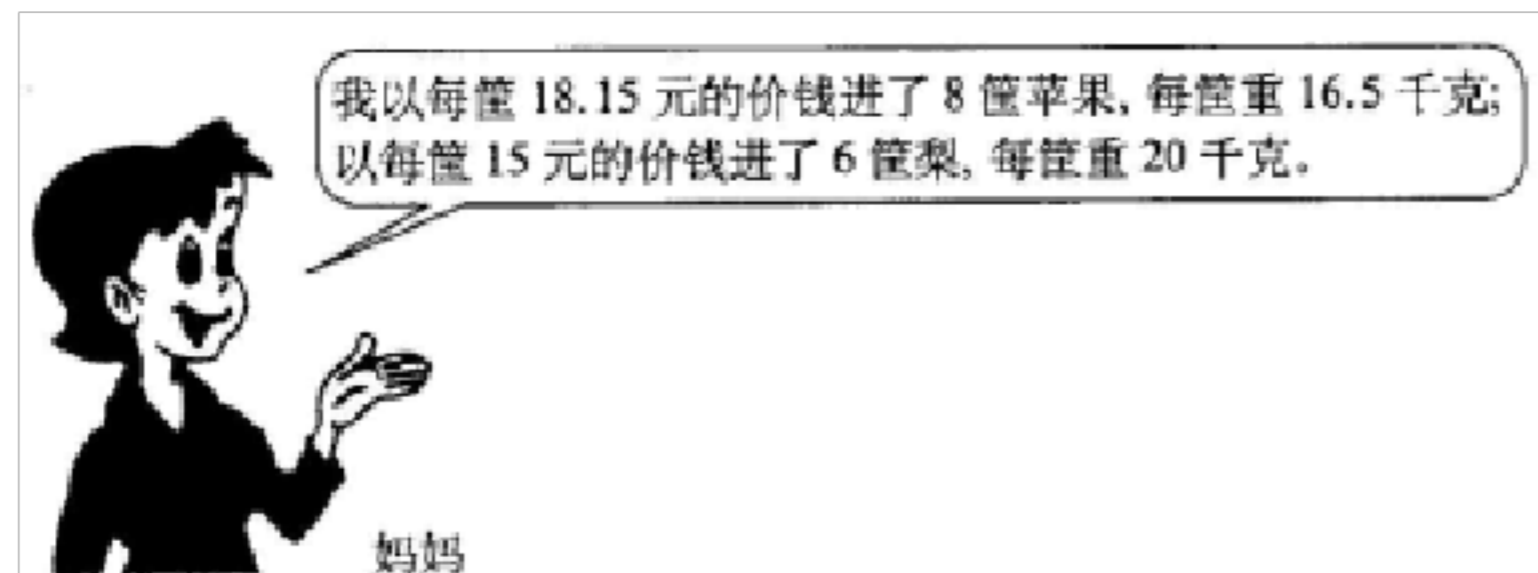 我以每筐 18.15 元的价钱进了 8 筐苹果, 每筐重 16.5 千克;
以每筐 15 元的价钱进了 6 筐梨, 每筐重 20 千克。
妈妈